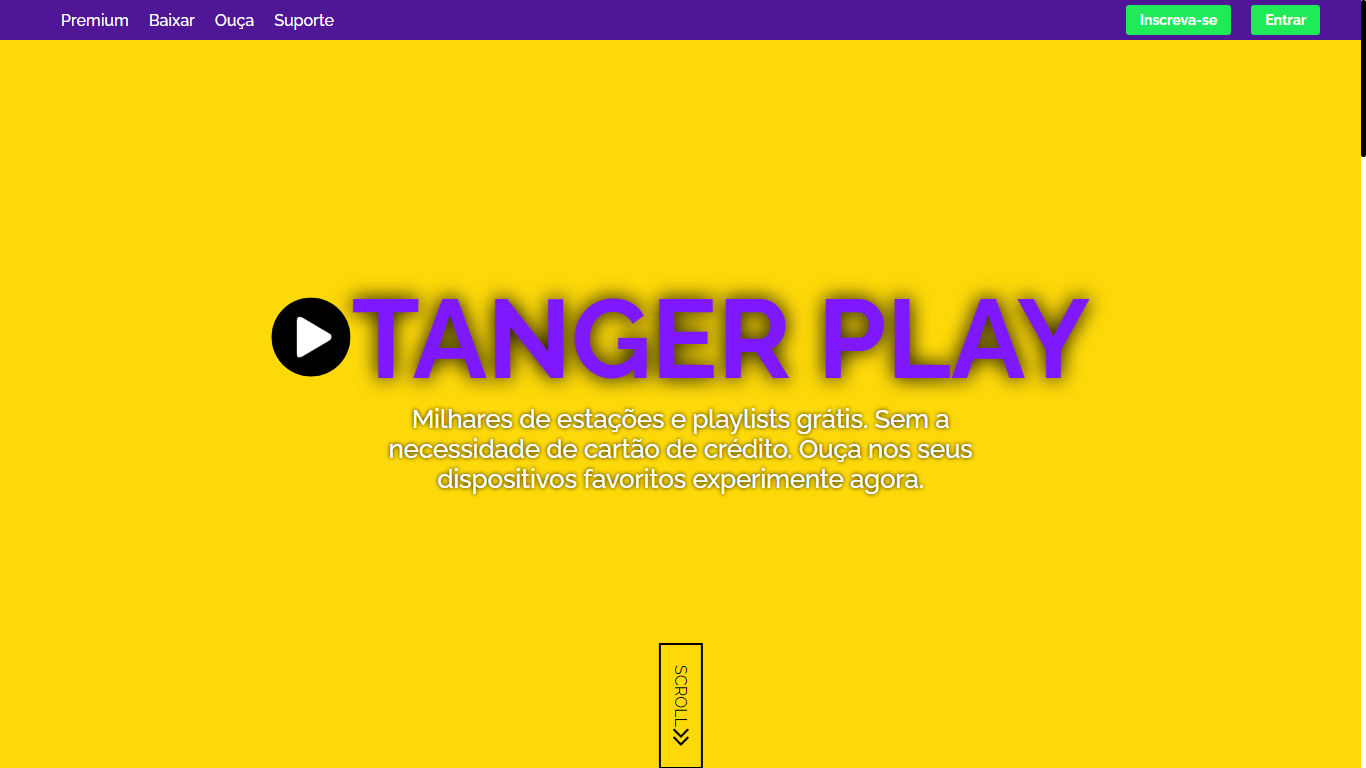 Premium Baixar Ouça Suporte Inscreva-se Entrar
TANGER PLAY
Milhares de estações e playlists grátis. Sem a
necessidade de cartão de crédito. Ouça nos seus
dispositivos favoritos experimente agora.
SCROLL